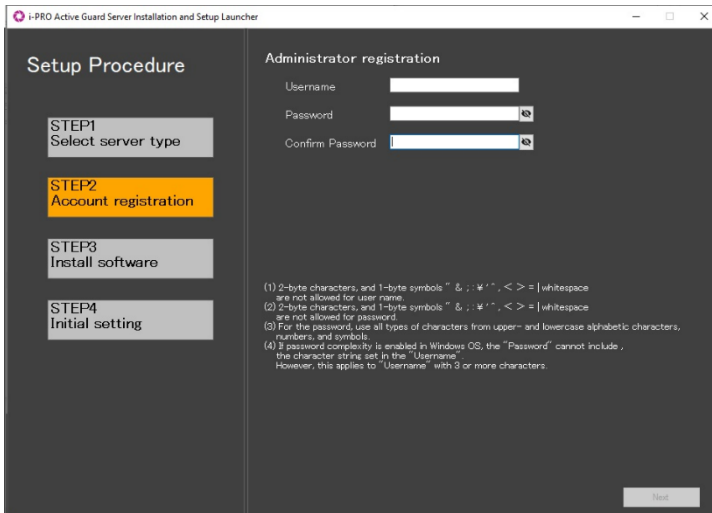 i-PRO Active Guard Server Installation and Setup Launcher
Setup Procedure
STEP1
Select server type
STEP2
Account registration
STEP3
Install software
STEP4
Initial setting
Administrator registration
Username
Password
Confirm Password
(1) 2-byte characters, and 1-byte symbols " & ; : ¥ ' ^ , < > = | whitespace
are not allowed for user name.
(2) 2-byte characters, and 1-byte symbols " & ; : ¥ ' ^ , < > = | whitespace
are not allowed for password.
(3) For the password, use all types of characters from upper- and lowercase alphabetic characters,
numbers, and symbols.
(4) If password complexity is enabled in Windows OS, the "Password" cannot include ,
the character string set in the "Username".
However, this applies to "Username" with 3 or more characters.
Next